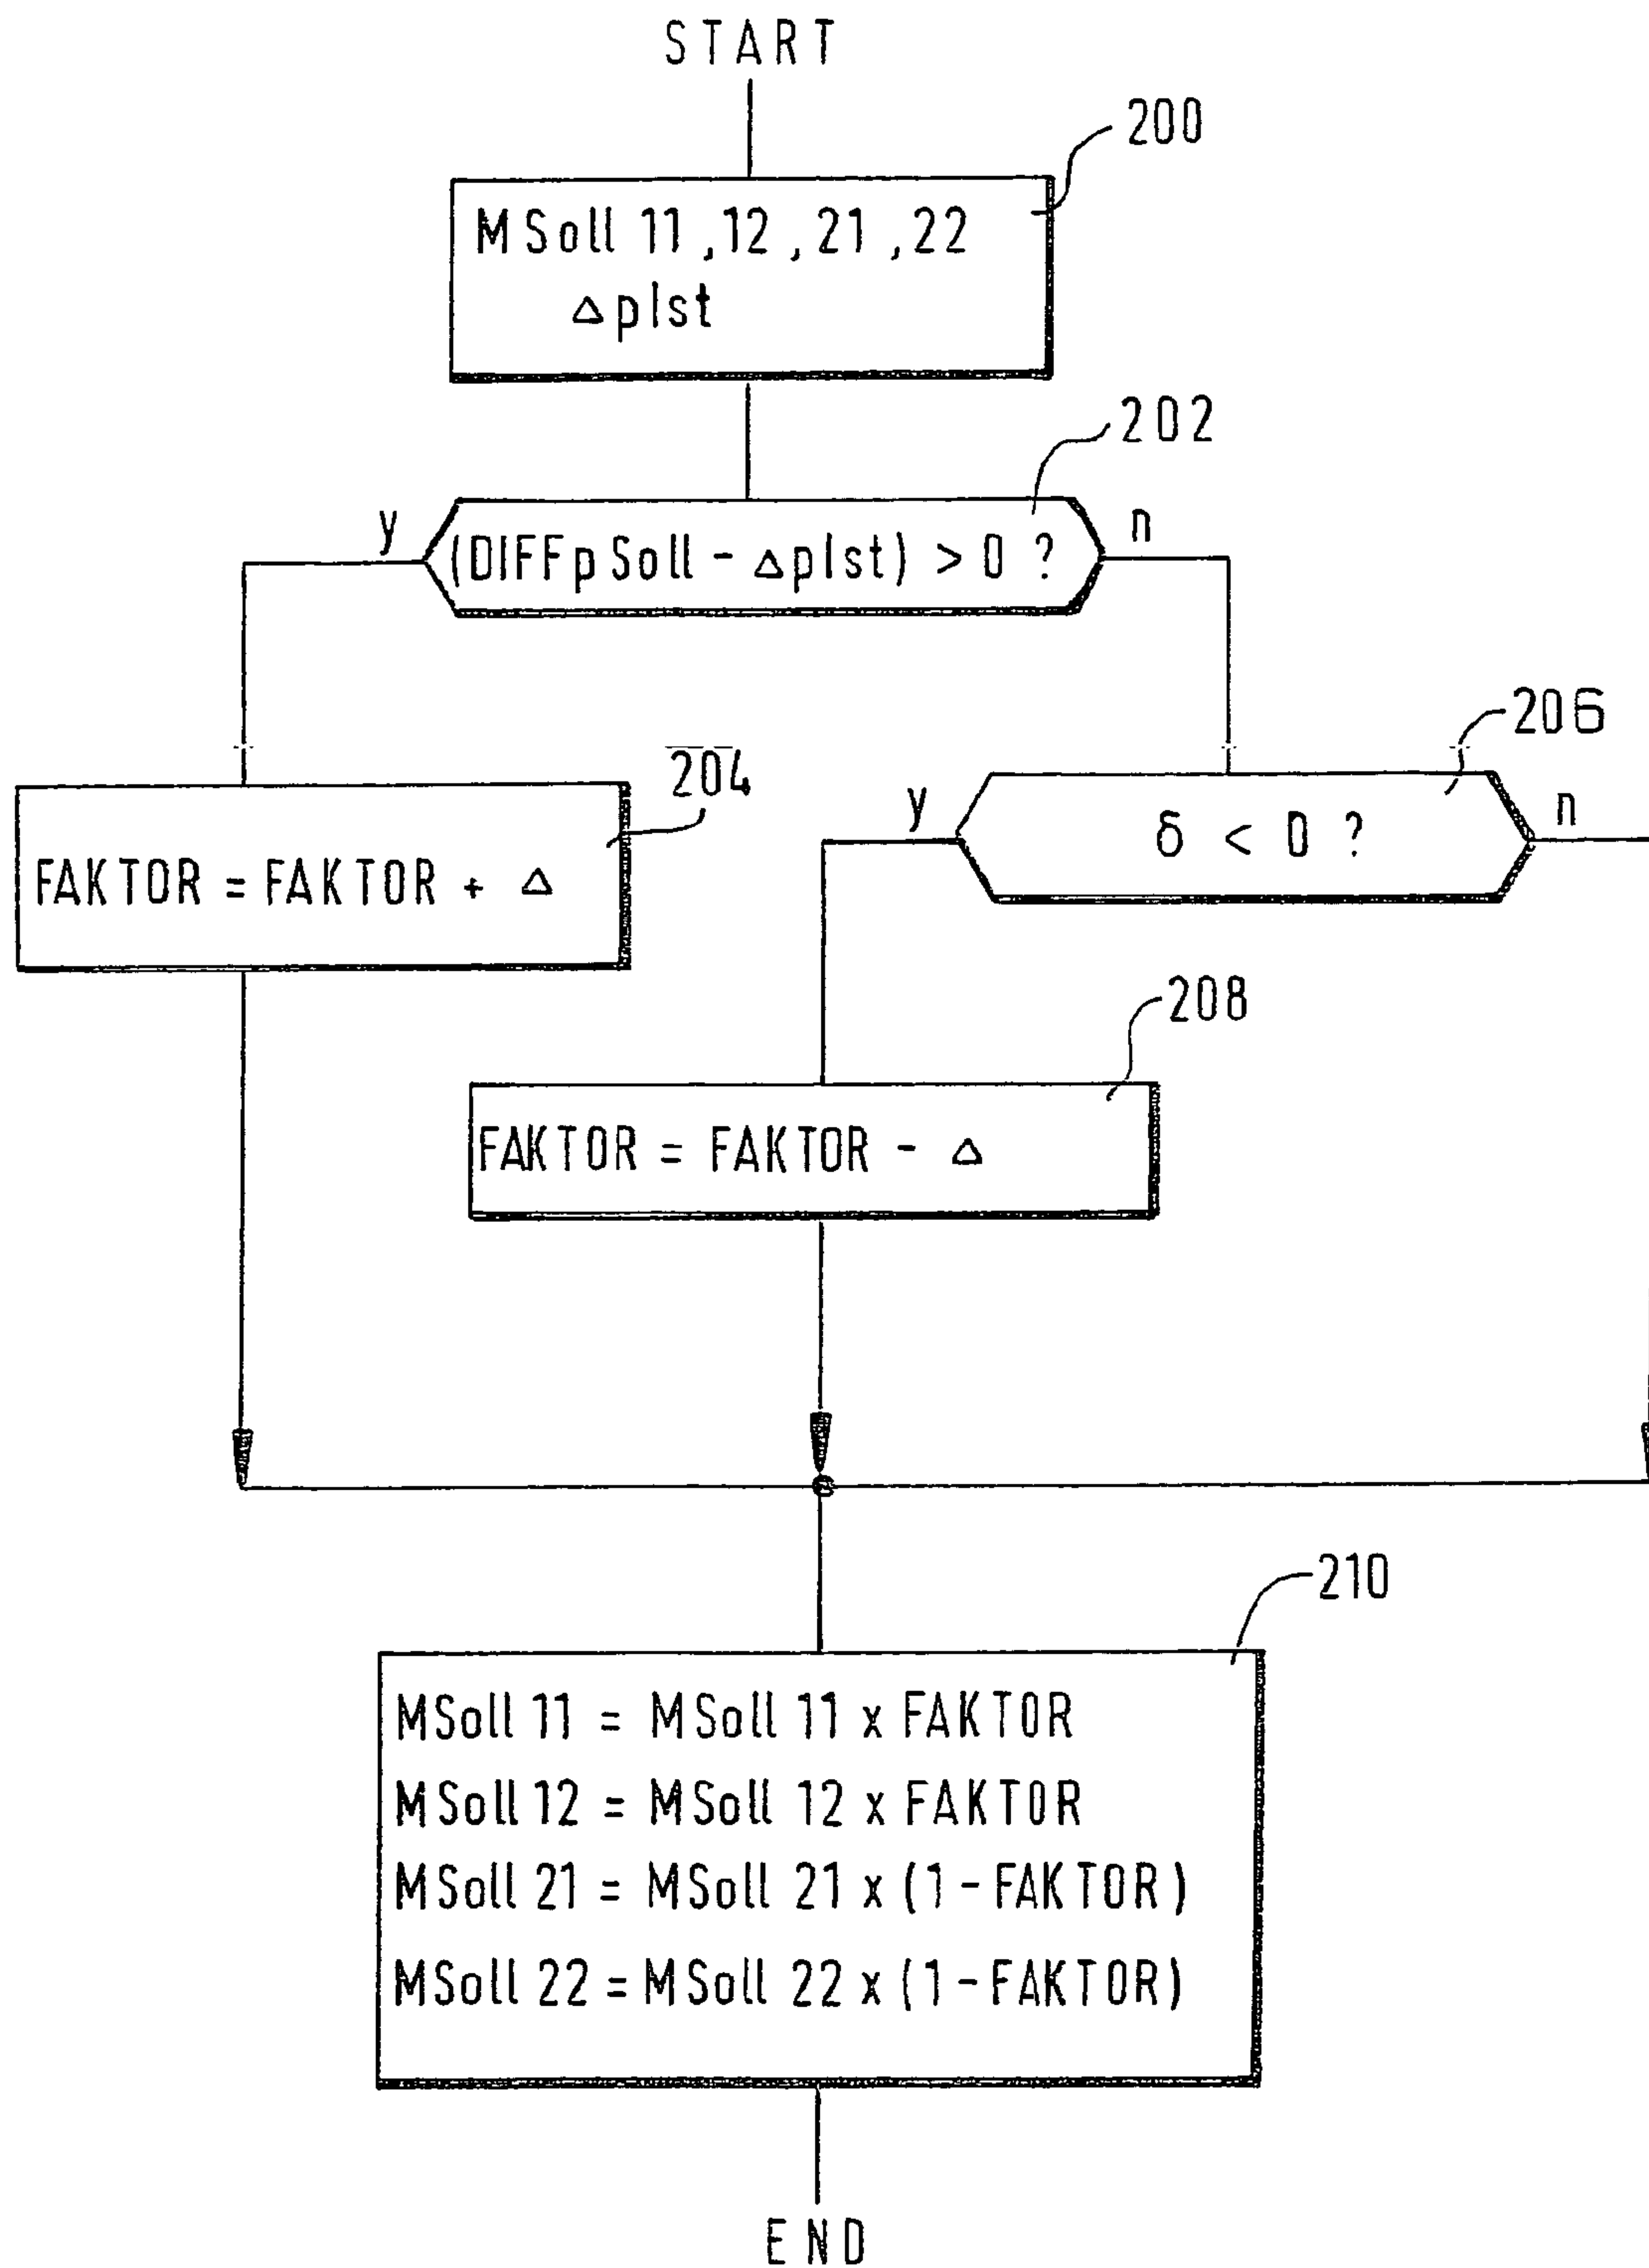 START
200
MSoll 11, 12, 21, 22
ΔpIst
202
y
n
(DIFFpSoll - ΔpIst) > 0 ?
206
204
y
n
δ < 0 ?
FAKTOR = FAKTOR + Δ
208
FAKTOR = FAKTOR - Δ
210
MSoll 11 = MSoll 11 x FAKTOR
MSoll 12 = MSoll 12 x FAKTOR
MSoll 21 = MSoll 21 x (1 - FAKTOR)
MSoll 22 = MSoll 22 x (1 - FAKTOR)
END